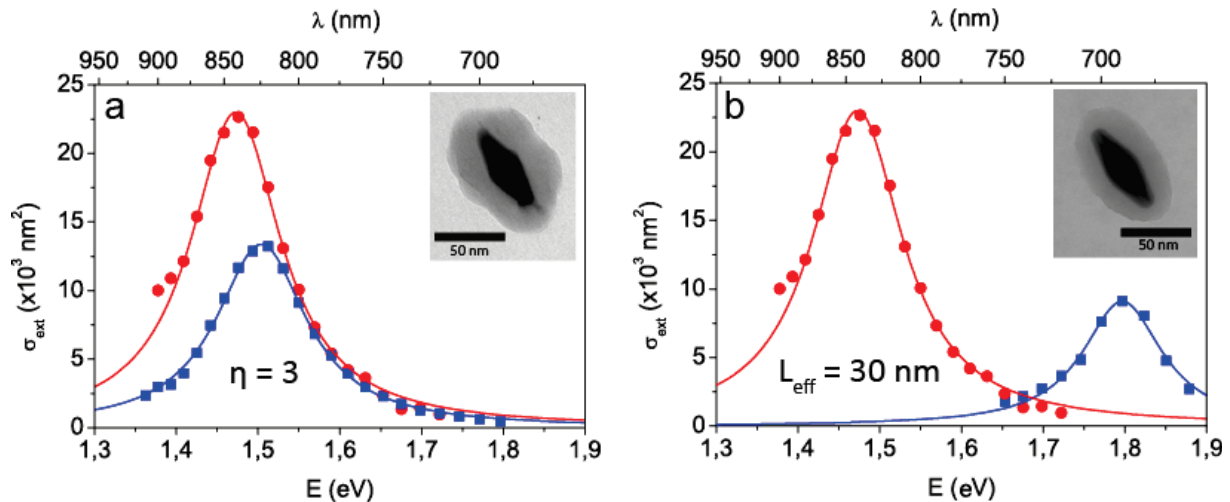 λ (nm)
950 900 850 800 750 700
25
20
15
10
5
0
σext (x10³ nm²)
a
50 nm
η = 3
1,3 1,4 1,5 1,6 1,7 1,8 1,9
E (eV)
λ (nm)
950 900 850 800 750 700
25
20
15
10
5
0
σext (x10³ nm²)
b
50 nm
Leff = 30 nm
1,3 1,4 1,5 1,6 1,7 1,8 1,9
E (eV)